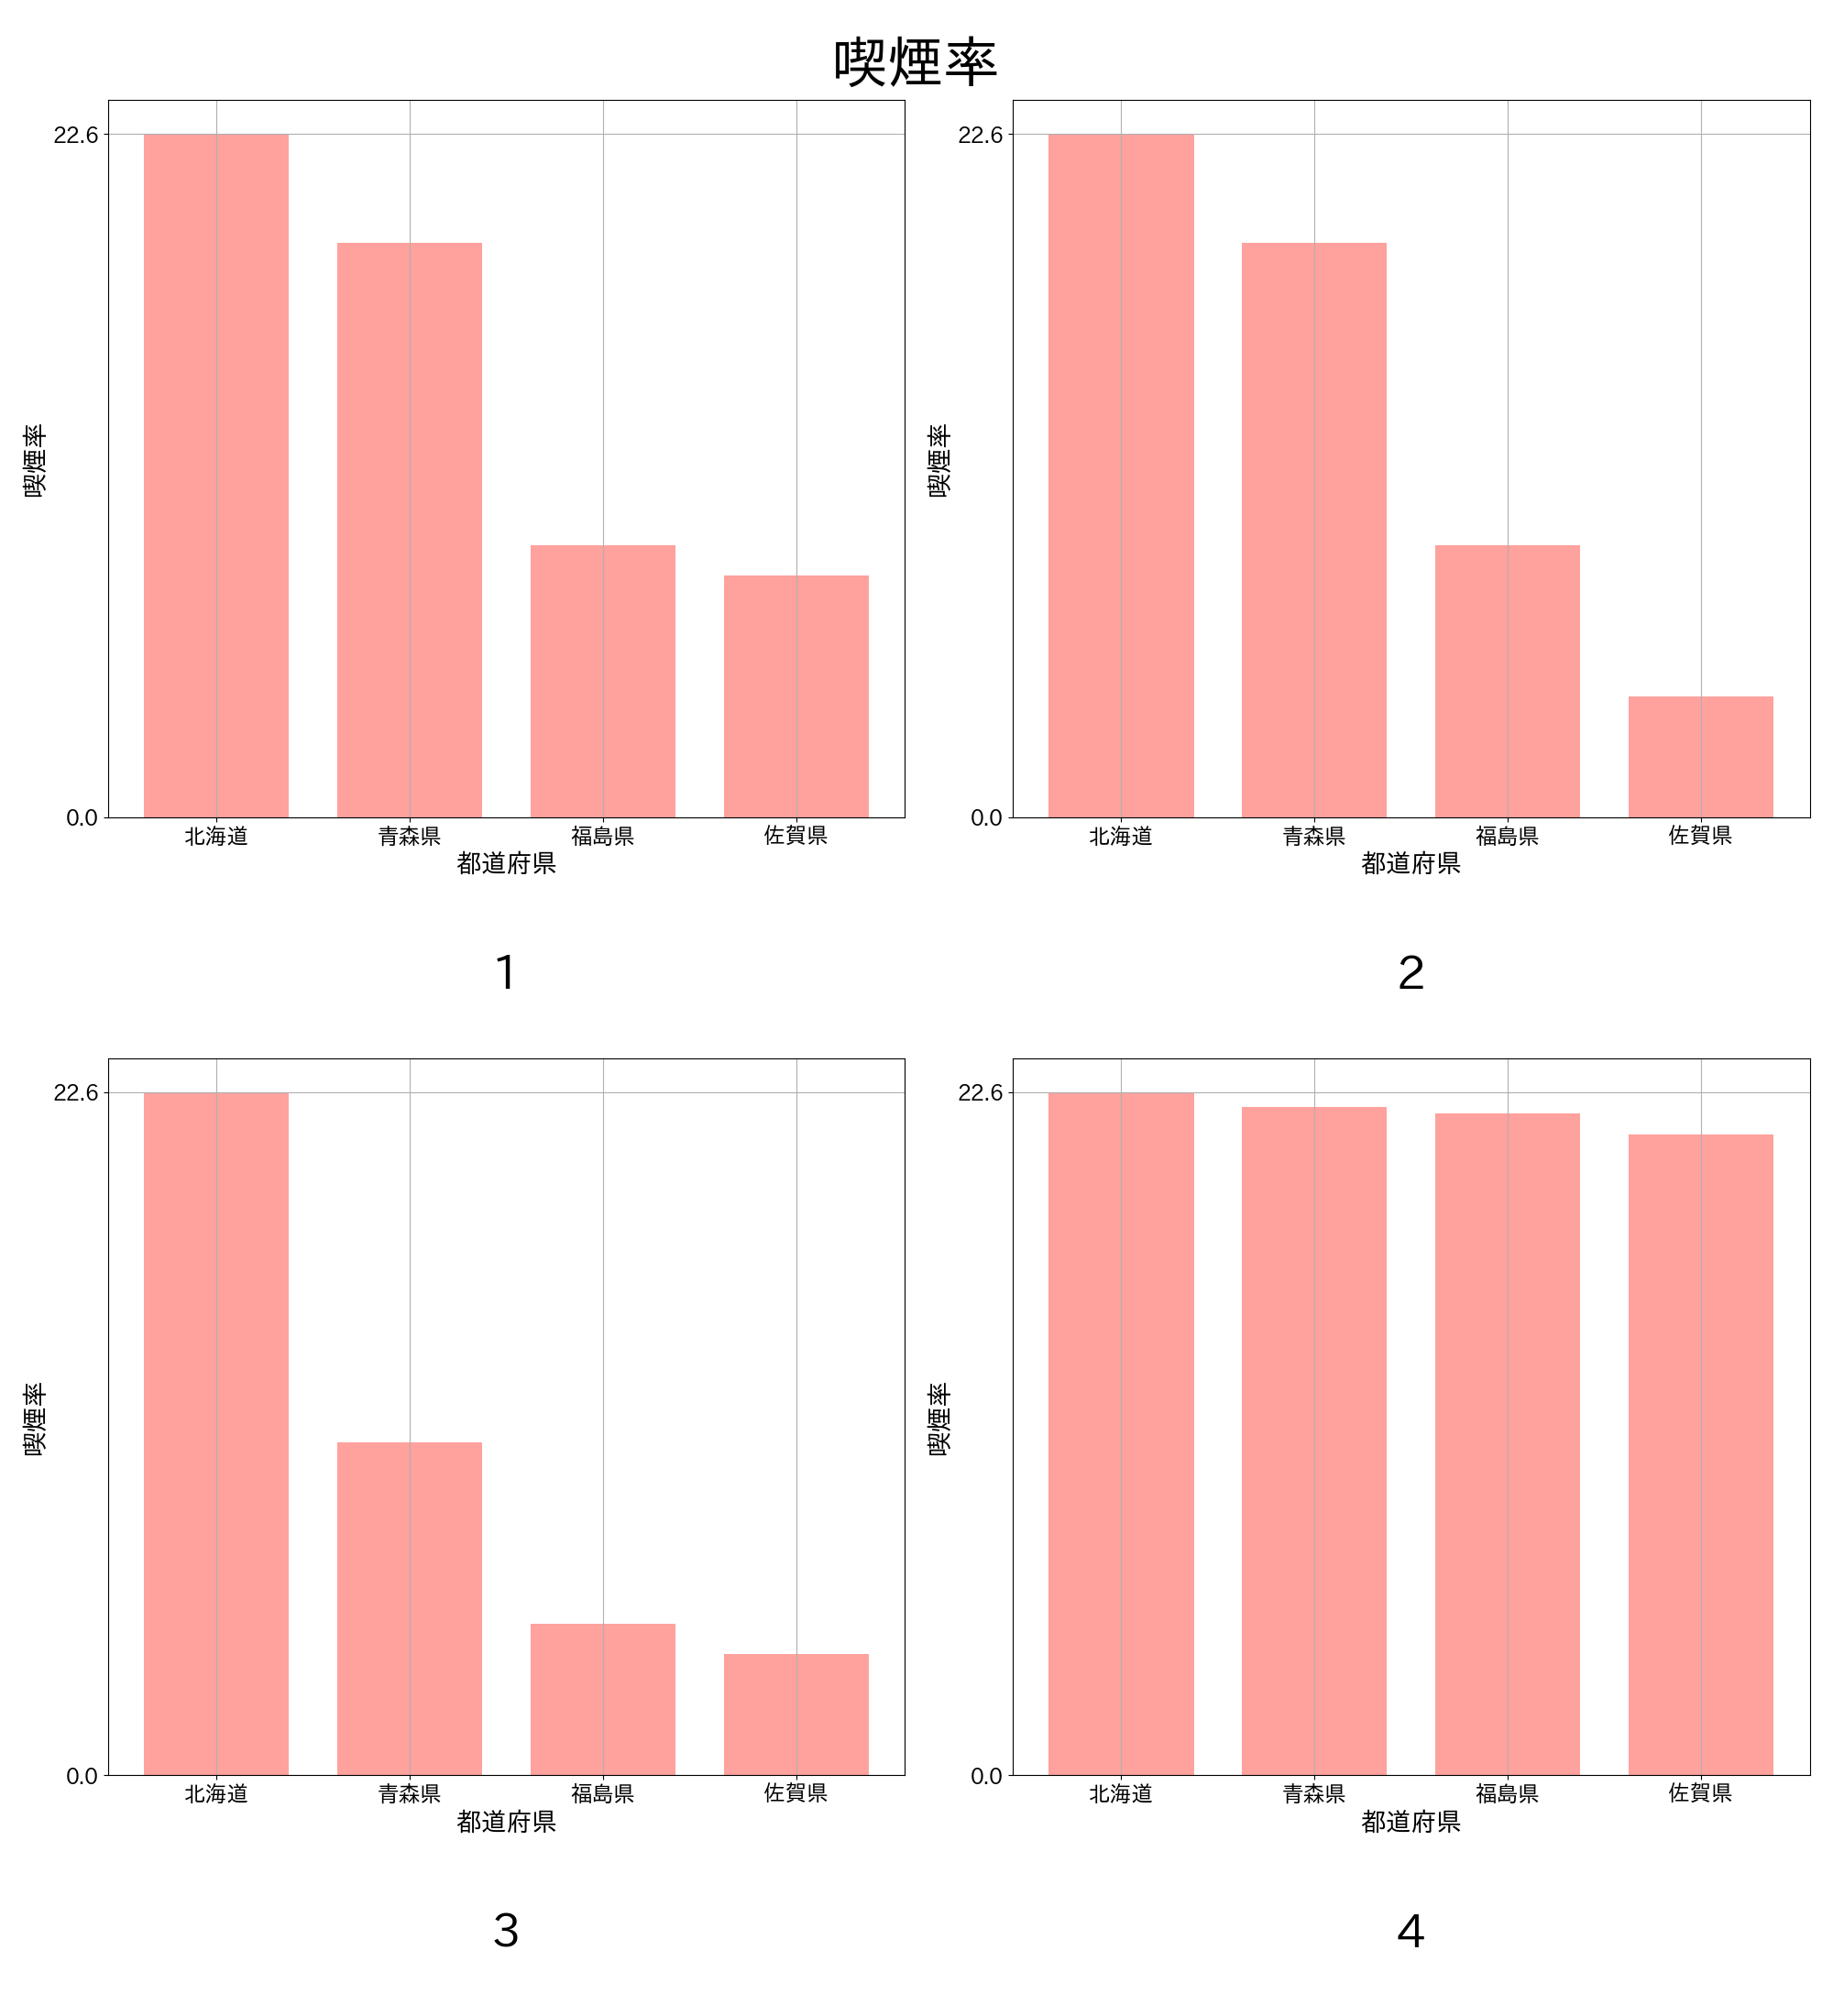 喫煙率
22.6
0.0
喫煙率
北海道 青森県 福島県 佐賀県
都道府県
1
22.6
0.0
喫煙率
北海道 青森県 福島県 佐賀県
都道府県
2
22.6
0.0
喫煙率
北海道 青森県 福島県 佐賀県
都道府県
3
22.6
0.0
喫煙率
北海道 青森県 福島県 佐賀県
都道府県
4